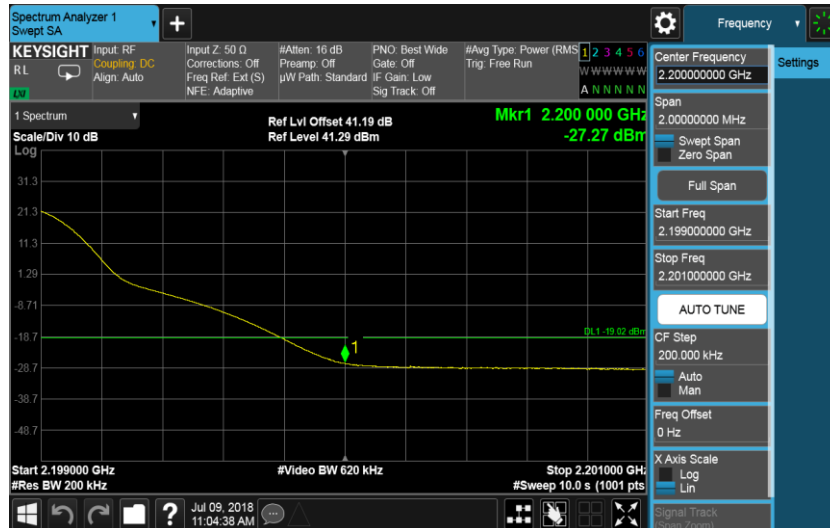 Spectrum Analyzer 1
Swept SA
+
Frequency
KEYSIGHT
RL
Input: RF
Coupling: DC
Align: Auto
Input Z: 50 Ω
Corrections: Off
Freq Ref: Ext (S)
NFE: Adaptive
#Atten: 16 dB
Preamp: Off
µW Path: Standard
PNO: Best Wide
Gate: Off
IF Gain: Low
Sig Track: Off
#Avg Type: Power (RMS
Trig: Free Run
1 2 3 4 5 6
W W W W W W
A N N N N N
1 Spectrum
Scale/Div 10 dB
Log
Ref Lvl Offset 41.19 dB
Ref Level 41.29 dBm
Mkr1 2.200 000 GHz
-27.27 dBm
31.3
21.3
11.3
1.29
-8.71
-18.7
-28.7
-38.7
-48.7
DL1 -19.02 dBm
1
Start 2.199000 GHz
#Res BW 200 kHz
#Video BW 620 kHz
Stop 2.201000 GHz
#Sweep 10.0 s (1001 pts
Center Frequency
2.200000000 GHz
Span
2.00000000 MHz
Swept Span
Zero Span
Full Span
Start Freq
2.199000000 GHz
Stop Freq
2.201000000 GHz
AUTO TUNE
CF Step
200.000 kHz
Auto
Man
Freq Offset
0 Hz
X Axis Scale
Log
Lin
Signal Track
(Span Zoom)
Settings
?
Jul 09, 2018
11:04:38 AM